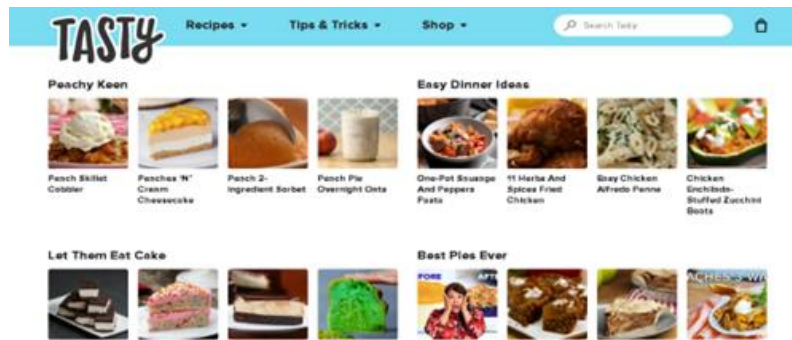 TASTY
Recipes
Tips & Tricks
Shop
Search Tasty
Peachy Keen
Peach Skillet
Cobbler
Peaches 'N'
Cream
Cheesecake
Peach 2-
Ingredient Sorbet
Peach Pie
Overnight Oats
Easy Dinner Ideas
One-Pot Sausage
And Peppers
Pasta
11 Herbs And
Spices Fried
Chicken
Easy Chicken
Alfredo Penne
Chicken
Enchilada-
Stuffed Zucchini
Boats
Let Them Eat Cake
Best Pies Ever
FORE
AFTE